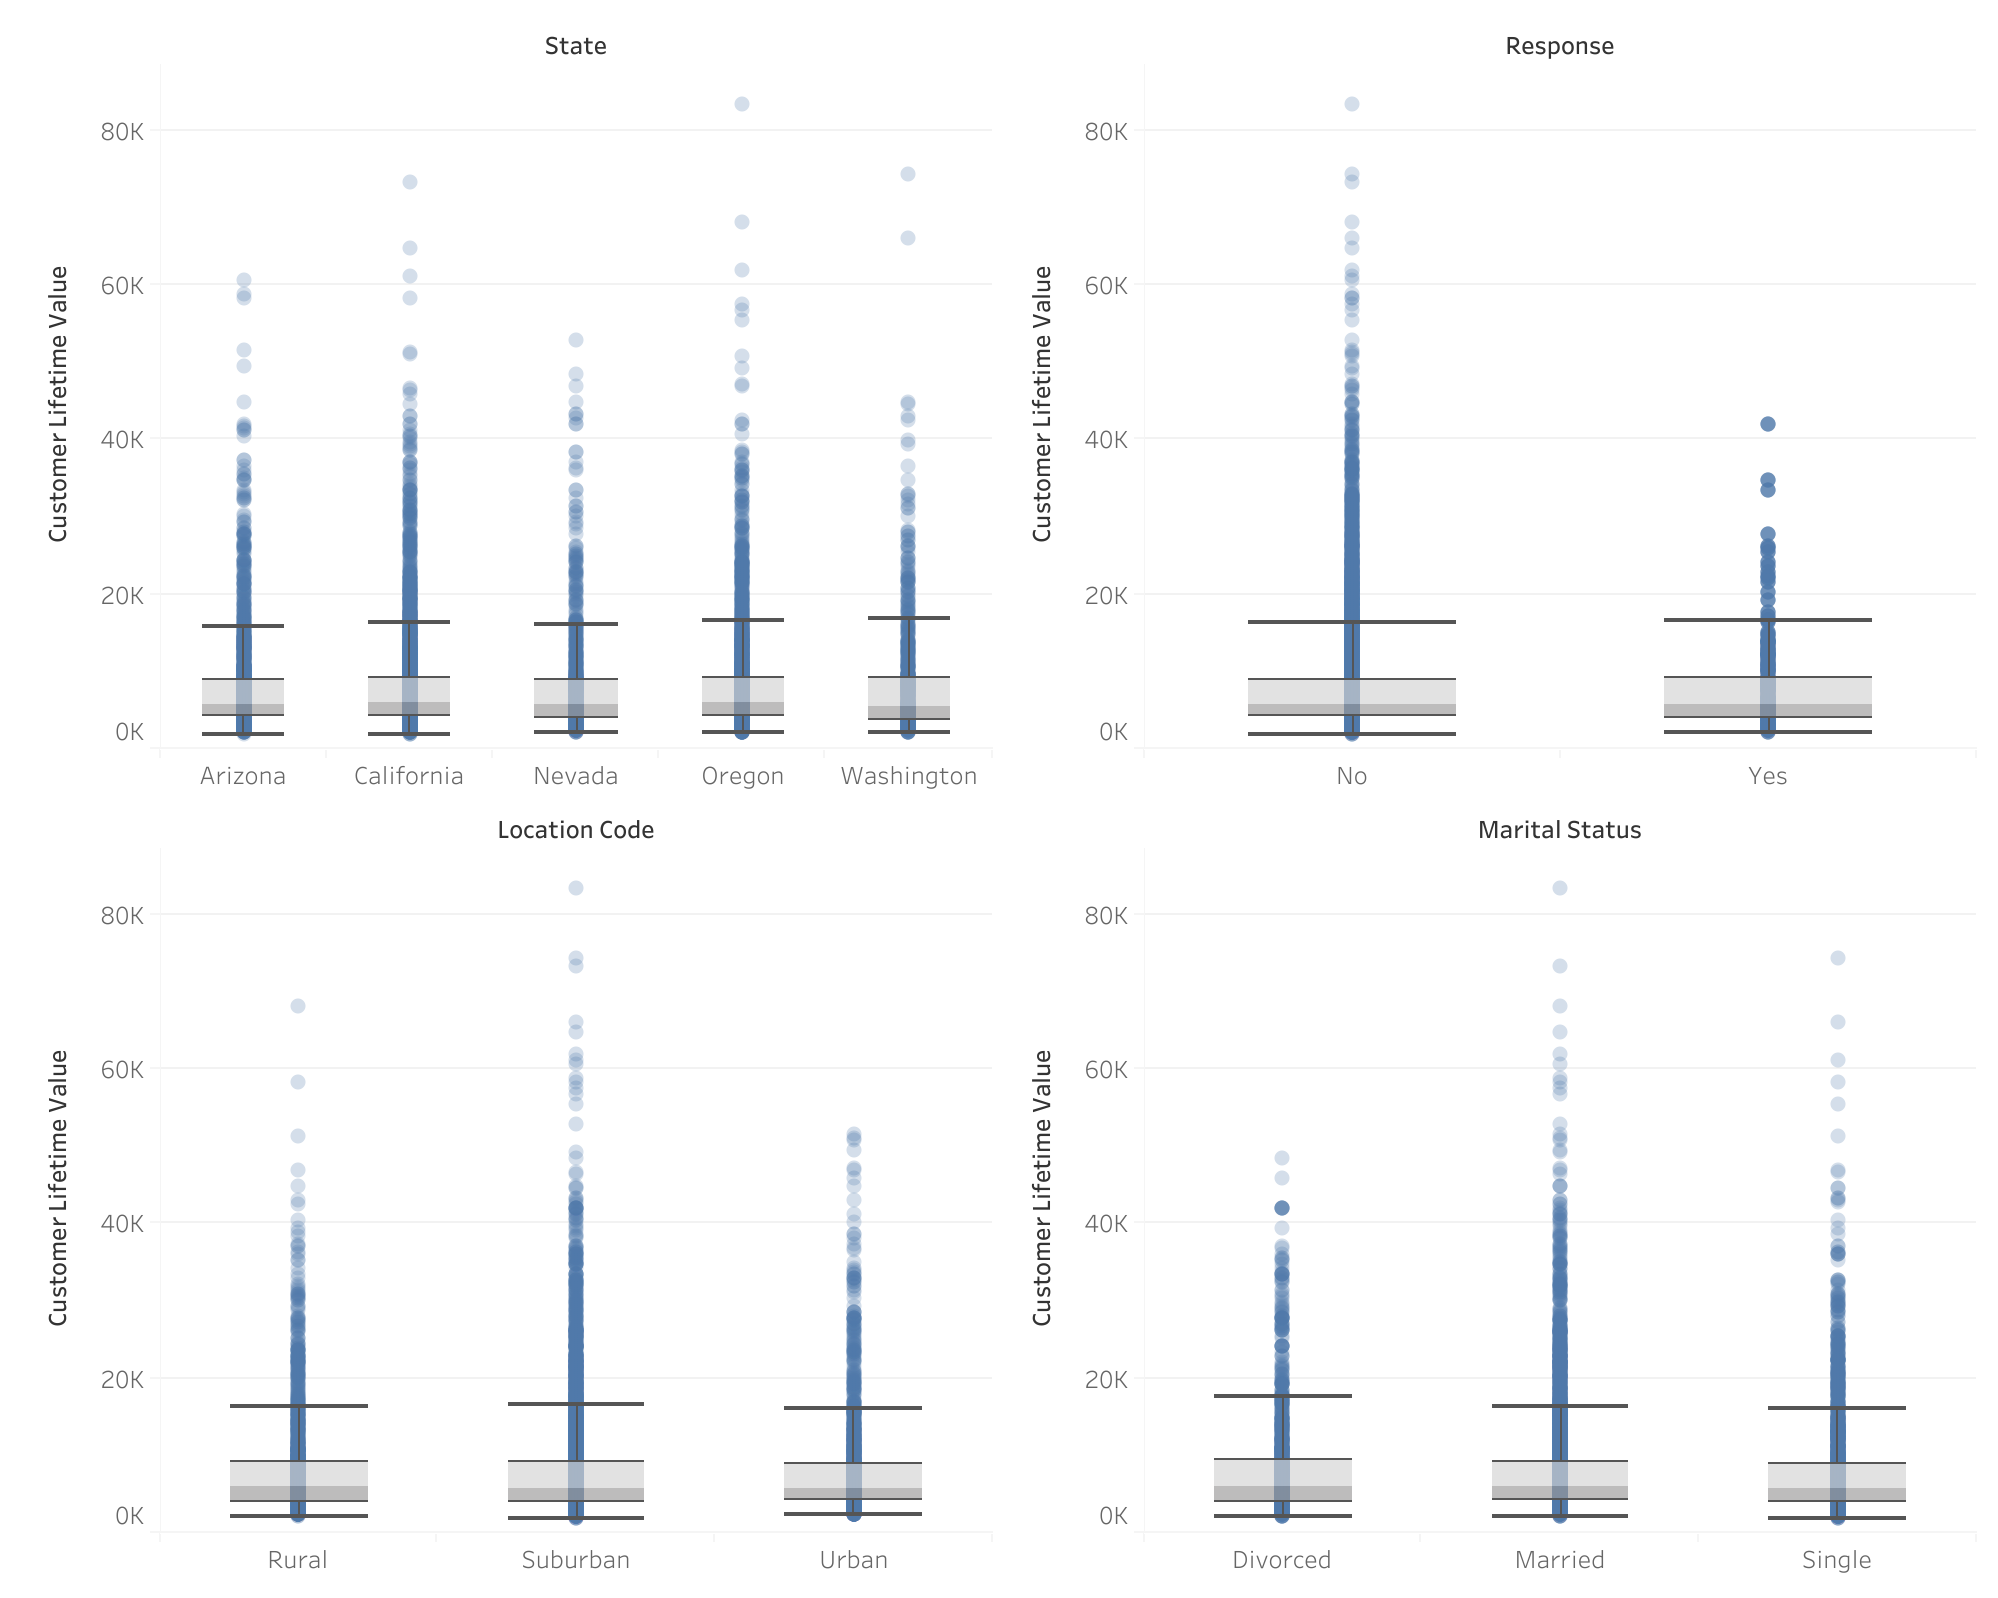 State
Customer Lifetime Value
80K
60K
40K
20K
0K
Arizona California Nevada Oregon Washington
Response
Customer Lifetime Value
80K
60K
40K
20K
0K
No Yes
Location Code
Customer Lifetime Value
80K
60K
40K
20K
0K
Rural Suburban Urban
Marital Status
Customer Lifetime Value
80K
60K
40K
20K
0K
Divorced Married Single